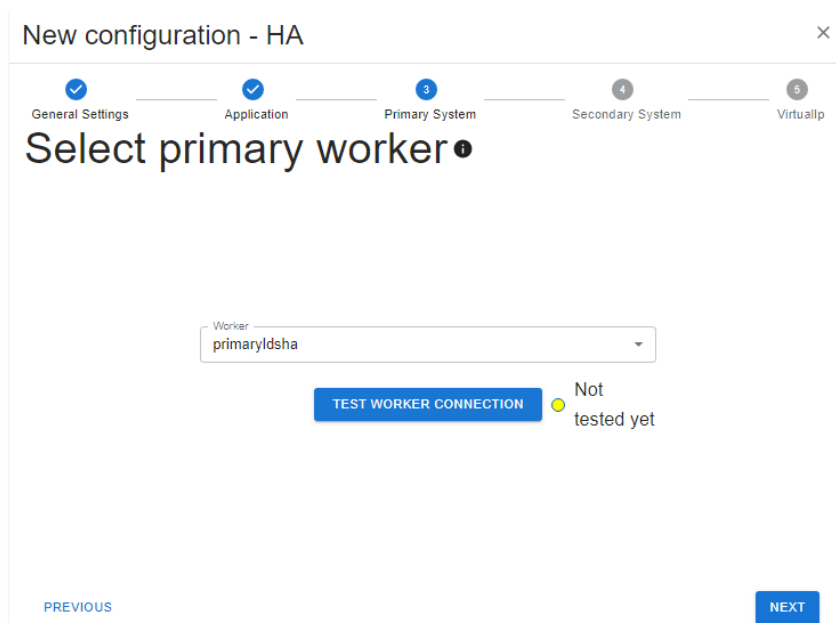 New configuration - HA
4
3
5
General Settings
Application
Primary System
Secondary System
VirtualIp
Select primary worker
Worker
primaryldsha
TEST WORKER CONNECTION
Not
tested yet
PREVIOUS
NEXT